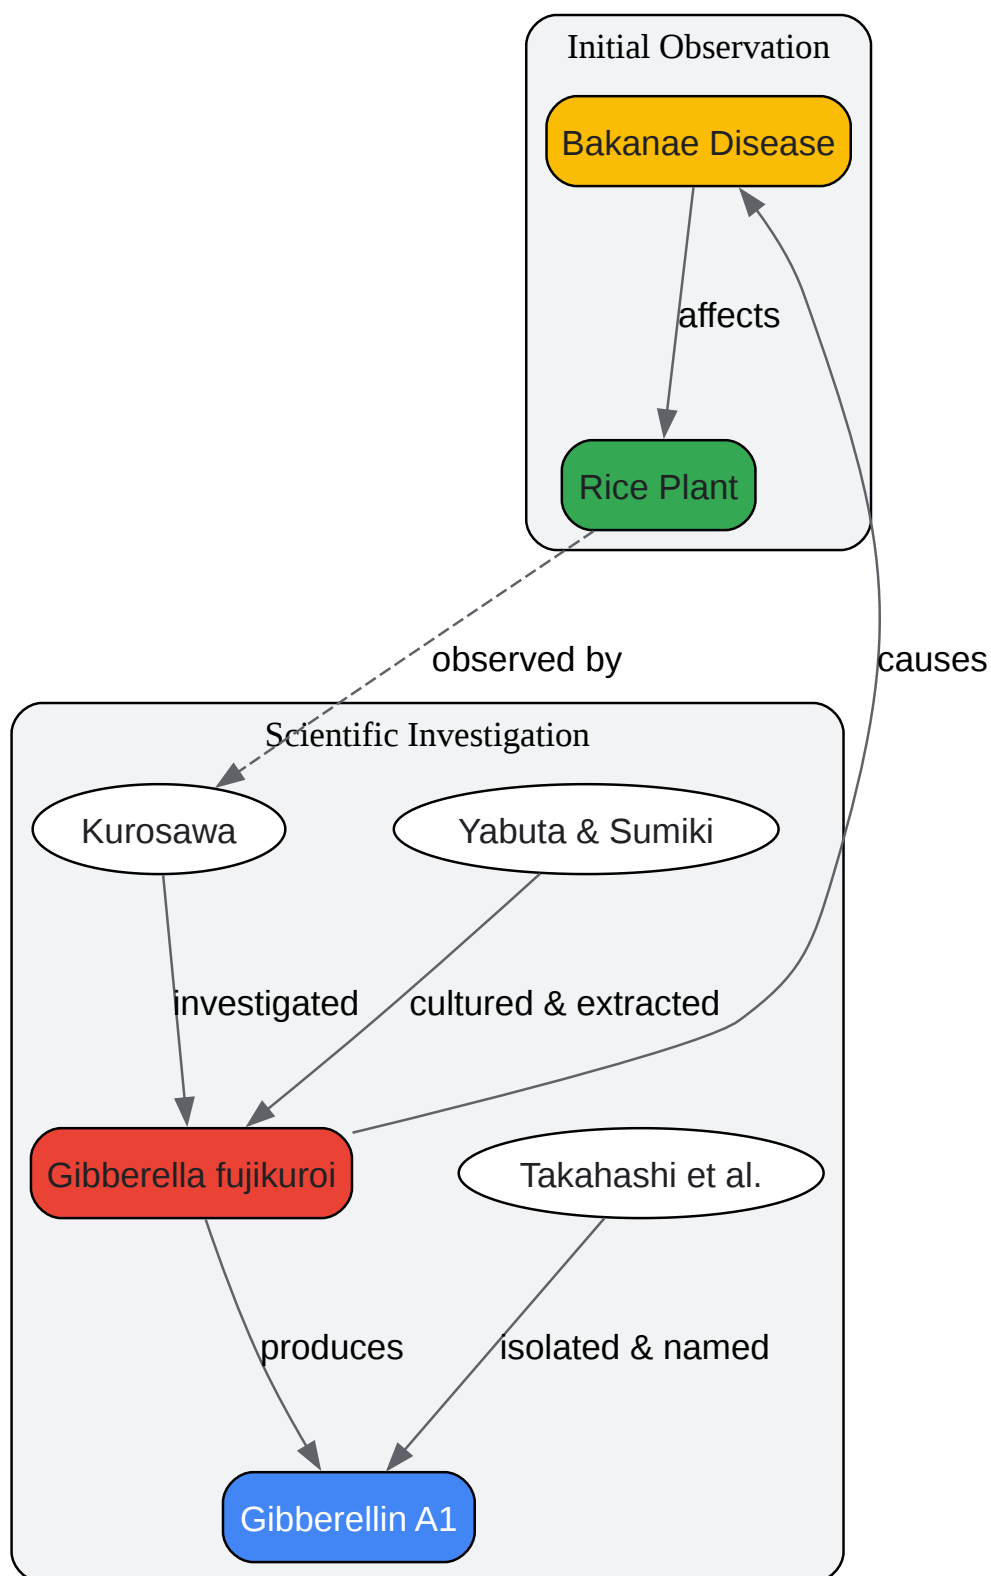 Initial Observation
Bakanae Disease
affects
Rice Plant
observed by
causes
Scientific Investigation
Kurosawa
Yabuta & Sumiki
investigated
cultured & extracted
Gibberella fujikuroi
Takahashi et al.
produces
isolated & named
Gibberellin A1